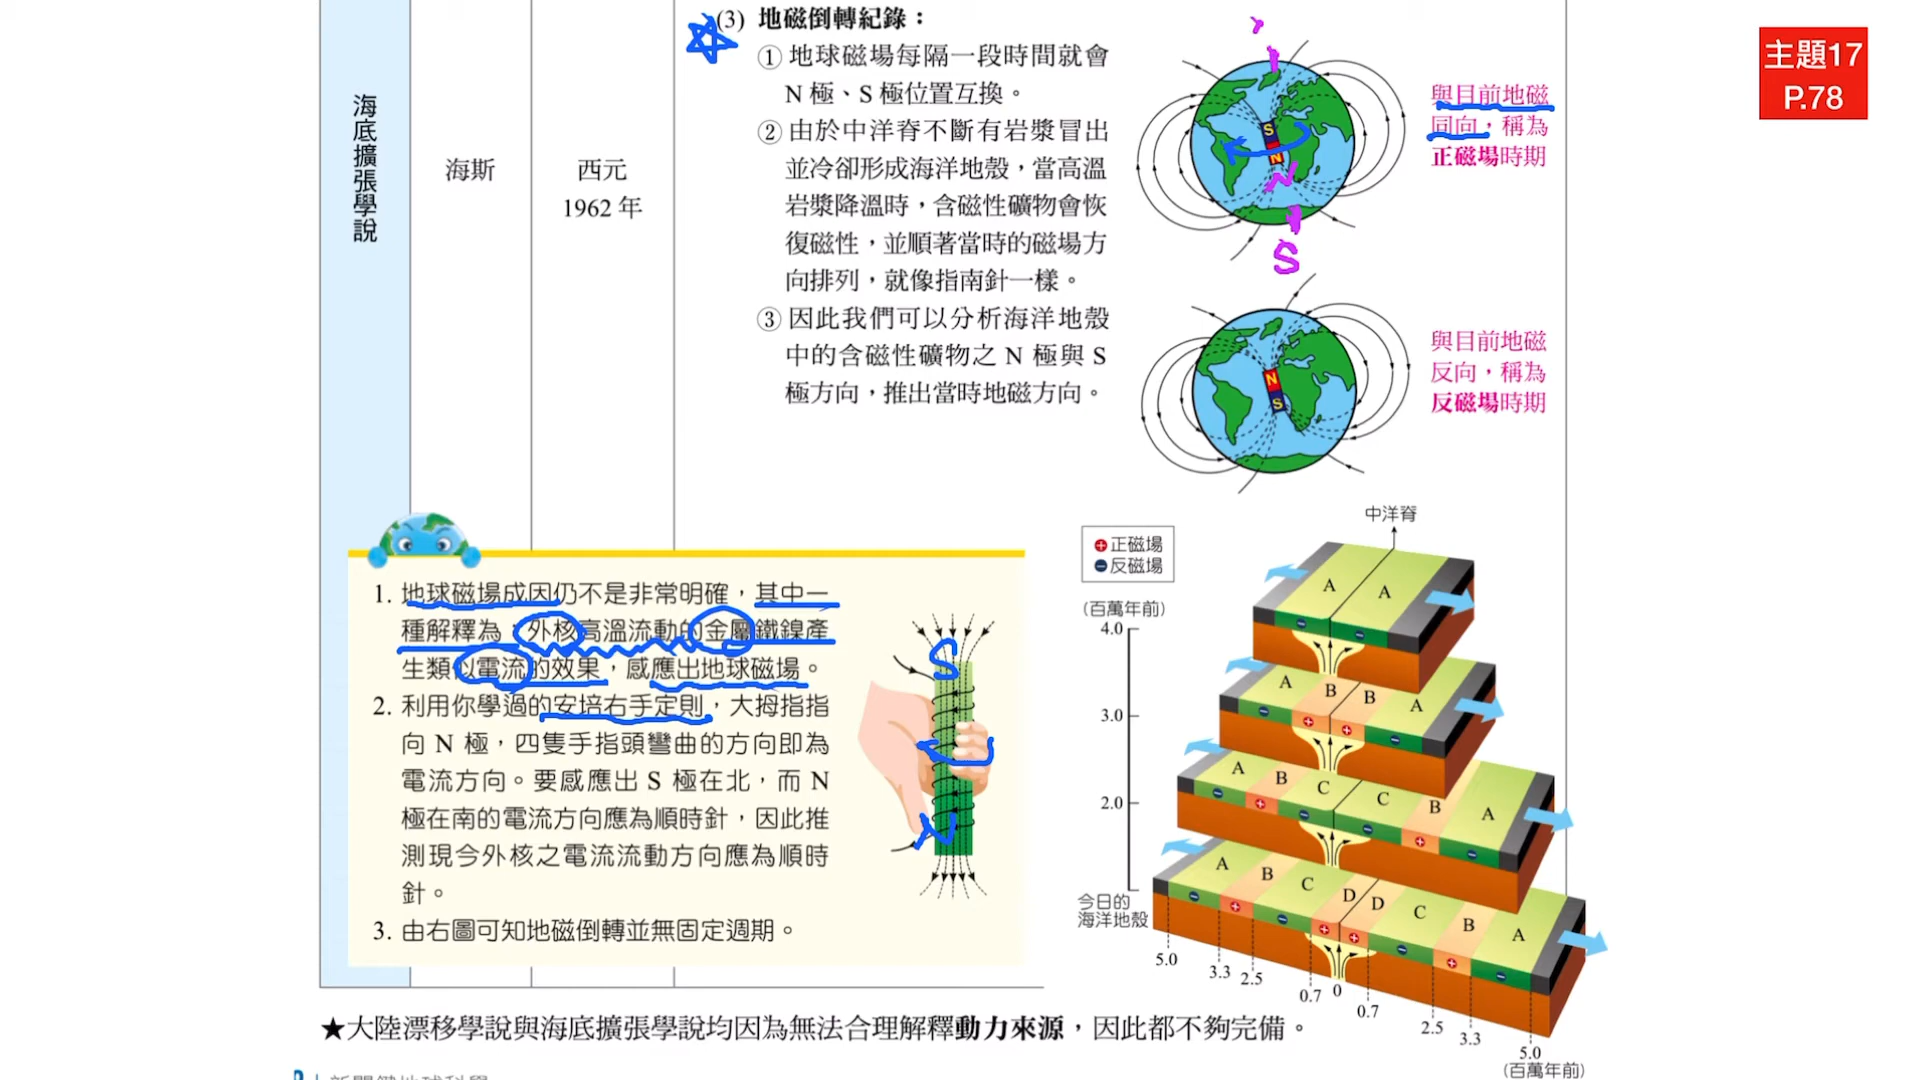 主題17
P.78
海底擴張學說
海斯
西元
1962 年
(3) 地磁倒轉紀錄：
① 地球磁場每隔一段時間就會
N 極、S 極位置互換。
② 由於中洋脊不斷有岩漿冒出
並冷卻形成海洋地殼，當高溫
岩漿降溫時，含磁性礦物會恢
復磁性，並順著當時的磁場方
向排列，就像指南針一樣。
③ 因此我們可以分析海洋地殼
中的含磁性礦物之 N 極與 S
極方向，推出當時地磁方向。
S
N
N
S
與目前地磁
同向，稱為
正磁場時期
N
S
與目前地磁
反向，稱為
反磁場時期
1. 地球磁場成因仍不是非常明確，其中一
種解釋為：外核高溫流動的金屬鐵鎳產
生類似電流的效果，感應出地球磁場。
2. 利用你學過的安培右手定則，大拇指指
向 N 極，四隻手指頭彎曲的方向即為
電流方向。要感應出 S 極在北，而 N
極在南的電流方向應為順時針，因此推
測現今外核之電流流動方向應為順時
針。
3. 由右圖可知地磁倒轉並無固定週期。
S
N
中洋脊
+ 正磁場
− 反磁場
(百萬年前)
4.0
3.0
2.0
今日的
海洋地殼
A A
A B B A
A B C C B A
A B C D D C B A
5.0 3.3 2.5 0.7 0 0.7 2.5 3.3 5.0
(百萬年前)
★大陸漂移學說與海底擴張學說均因為無法合理解釋動力來源，因此都不夠完備。